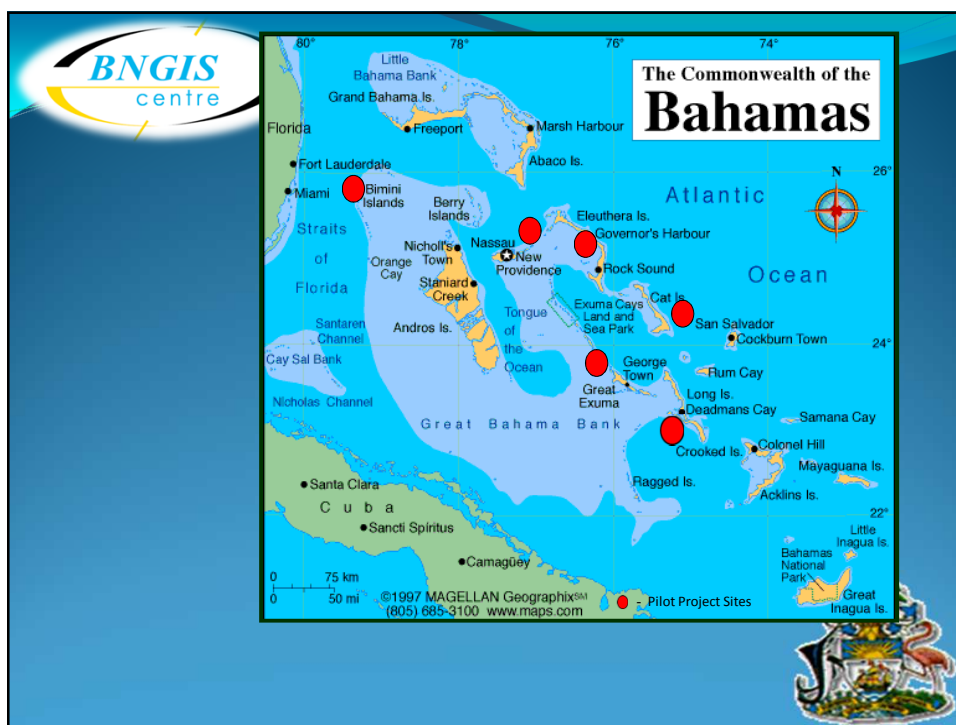 BNGIS
centre
80°
78°
76°
74°
The Commonwealth of the
Bahamas
Little
Bahama Bank
Grand Bahama Is.
Freeport
Marsh Harbour
Abaco Is.
Florida
Fort Lauderdale
Miami
Bimini
Islands
Berry
Islands
26°
N
Atlantic
Ocean
Eleuthera Is.
Governor's Harbour
Straits
of
Florida
Nicholl's
Town
Nassau
New
Providence
Orange
Cay
Staniard
Creek
Rock Sound
Cat Is.
Exuma Cays
Land and
Sea Park
San Salvador
Cockburn Town
Andros Is.
Tongue
of
the
Ocean
Santaren
Channel
24°
Cay Sal Bank
George
Town
Great
Exuma
Rum Cay
Long Is.
Deadmans Cay
Nicholas Channel
Great Bahama Bank
Samana Cay
Crooked Is.
Colonel Hill
Mayaguana Is.
Acklins Is.
Ragged Is.
Santa Clara
Cuba
Sancti Spíritus
Camagüey
22°
Little
Inagua Is.
Bahamas
National
Park
Great
Inagua Is.
0 75 km
0 50 mi
©1997 MAGELLAN Geographix℠
(805) 685-3100 www.maps.com
- Pilot Project Sites